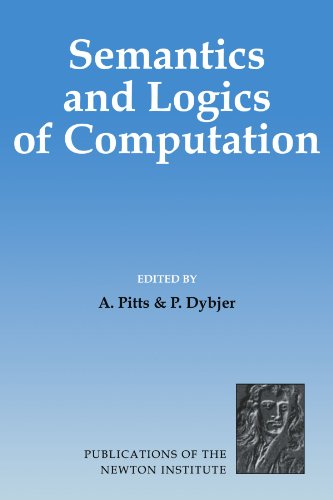 Semantics
and Logics
of Computation
EDITED BY
A. Pitts & P. Dybjer
PUBLICATIONS OF THE
NEWTON INSTITUTE